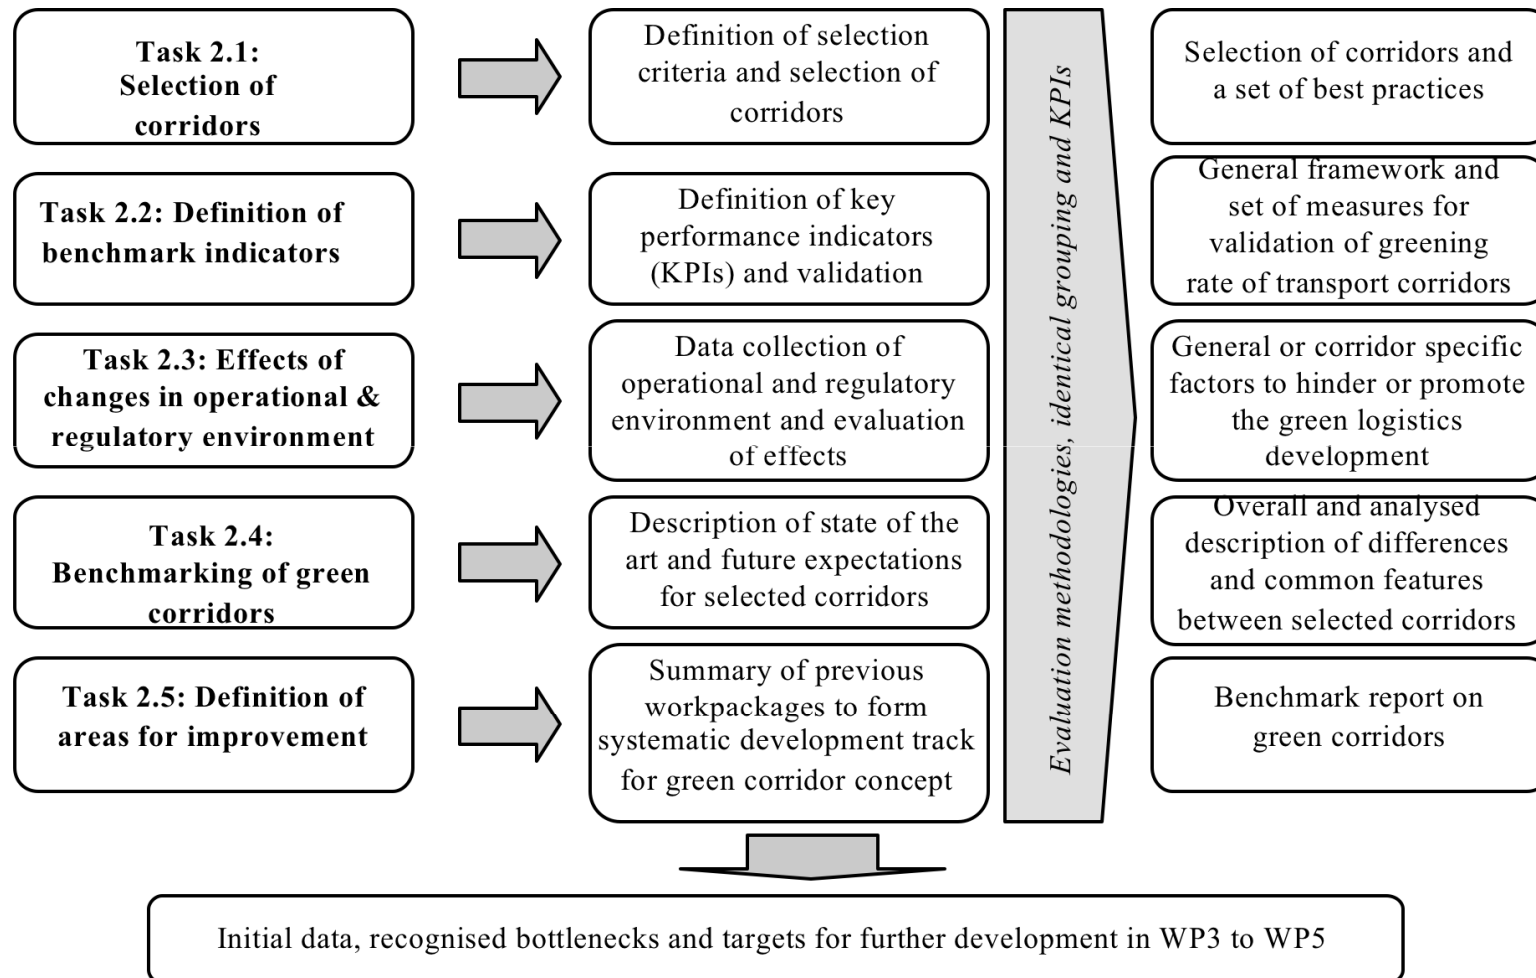 Task 2.1:
Selection of
corridors
Definition of selection
criteria and selection of
corridors
Selection of corridors and
a set of best practices
Task 2.2: Definition of
benchmark indicators
Definition of key
performance indicators
(KPIs) and validation
General framework and
set of measures for
validation of greening
rate of transport corridors
Task 2.3: Effects of
changes in operational &
regulatory environment
Data collection of
operational and regulatory
environment and evaluation
of effects
General or corridor specific
factors to hinder or promote
the green logistics
development
Task 2.4:
Benchmarking of green
corridors
Description of state of the
art and future expectations
for selected corridors
Overall and analysed
description of differences
and common features
between selected corridors
Task 2.5: Definition of
areas for improvement
Summary of previous
workpackages to form
systematic development track
for green corridor concept
Benchmark report on
green corridors
Evaluation methodologies, identical grouping and KPIs
Initial data, recognised bottlenecks and targets for further development in WP3 to WP5